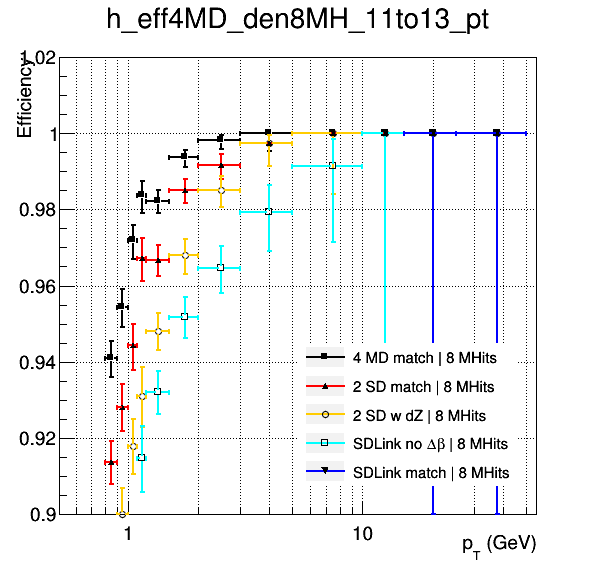 h_eff4MD_den8MH_11to13_pt
Efficiency
1.02
1
0.98
0.96
0.94
0.92
0.9
4 MD match | 8 MHits
2 SD match | 8 MHits
2 SD w dZ | 8 MHits
SDLink no Δβ | 8 MHits
SDLink match | 8 MHits
1
10
p_T (GeV)